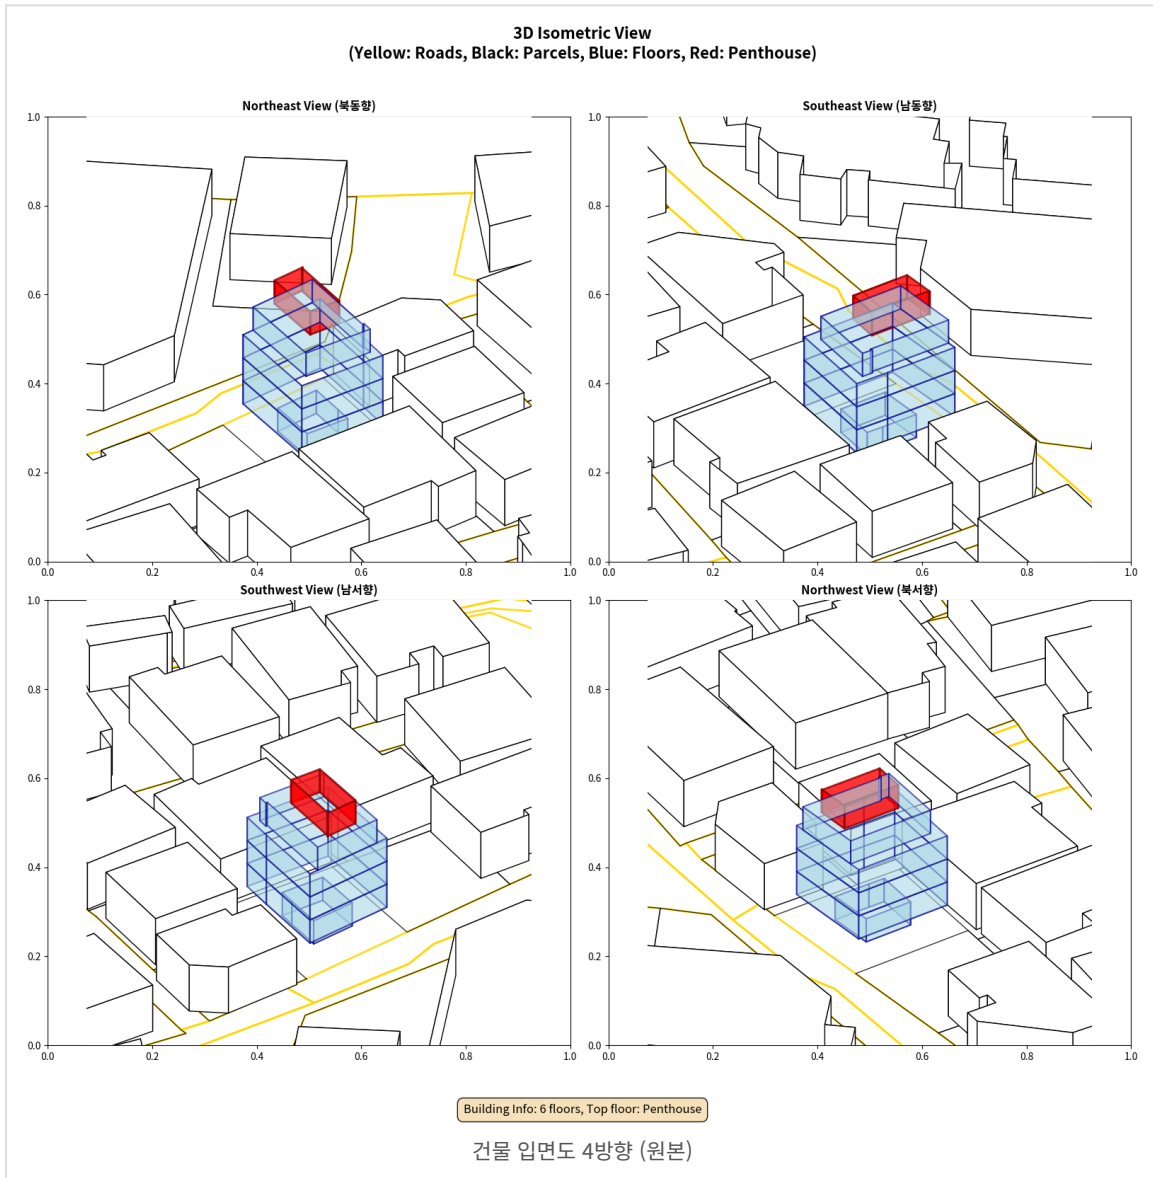 3D Isometric View
(Yellow: Roads, Black: Parcels, Blue: Floors, Red: Penthouse)
Northeast View (북동향)
1.0
0.8
0.6
0.4
0.2
0.0
0.0 0.2 0.4 0.6 0.8 1.0
Southeast View (남동향)
1.0
0.8
0.6
0.4
0.2
0.0
0.0 0.2 0.4 0.6 0.8 1.0
Southwest View (남서향)
1.0
0.8
0.6
0.4
0.2
0.0
0.0 0.2 0.4 0.6 0.8 1.0
Northwest View (북서향)
1.0
0.8
0.6
0.4
0.2
0.0
0.0 0.2 0.4 0.6 0.8 1.0
Building Info: 6 floors, Top floor: Penthouse
건물 입면도 4방향 (원본)